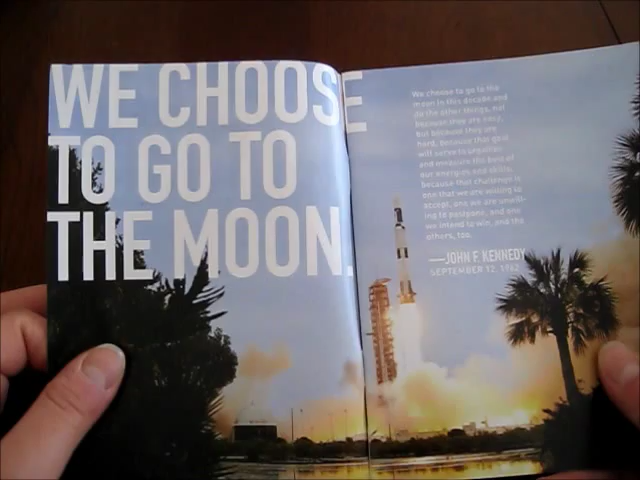 WE CHOOSE
TO GO TO
THE MOON.
We choose to go to the
moon in this decade and
do the other things, not
because they are easy,
but because they are
hard, because that goal
will serve to organize
and measure the best of
our energies and skills,
because that challenge is
one that we are willing to
accept, one we are unwill-
ing to postpone, and one
we intend to win, and the
others, too.
—JOHN F. KENNEDY
SEPTEMBER 12, 1962